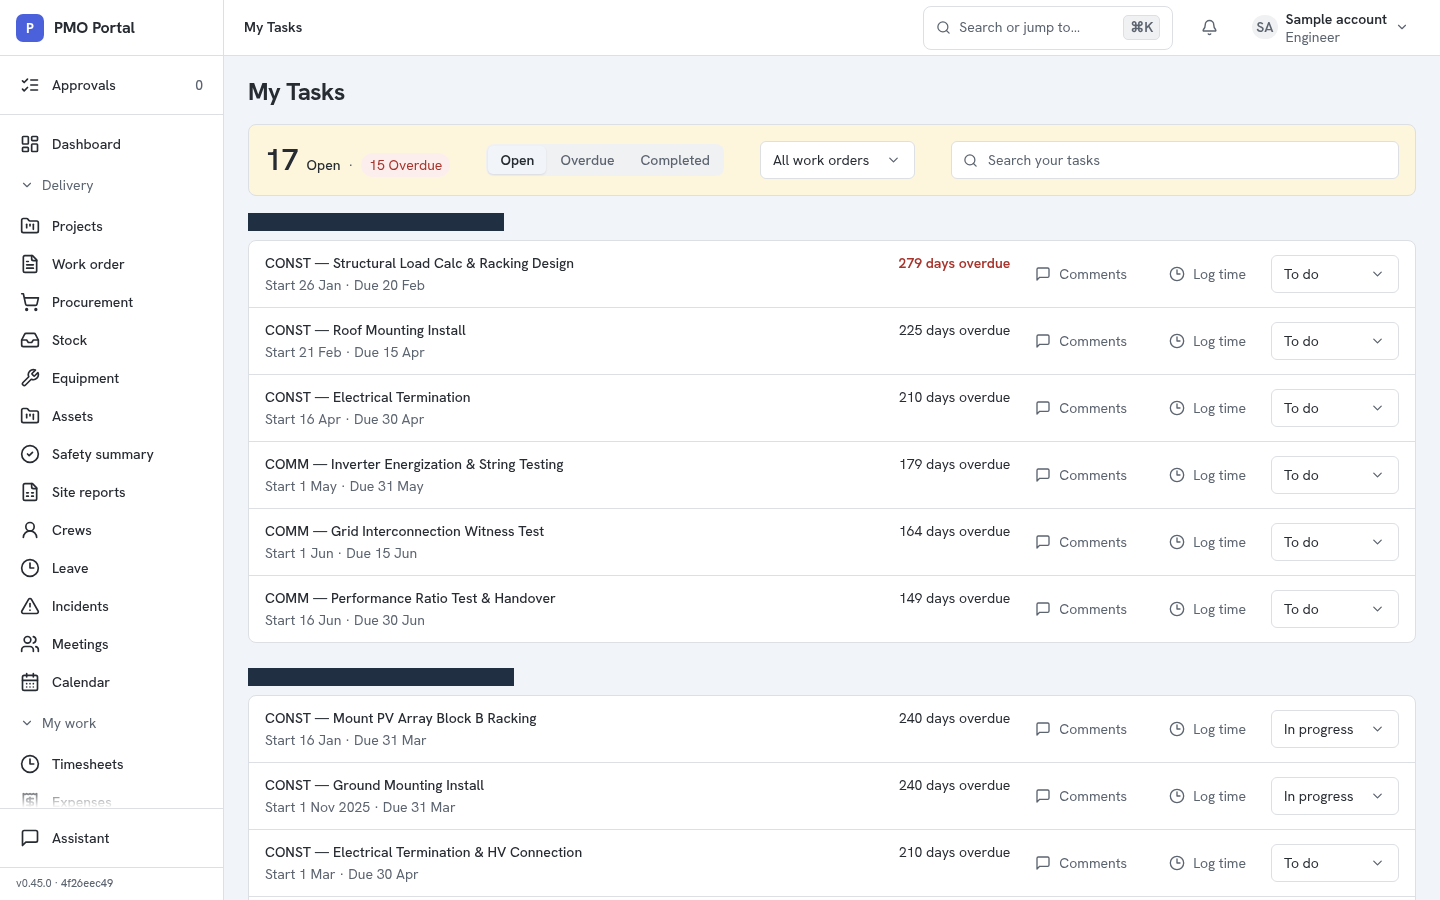 P PMO Portal
My Tasks
Search or jump to... ⌘K
SA Sample account
Engineer
Approvals 0
Dashboard
Delivery
Projects
Work order
Procurement
Stock
Equipment
Assets
Safety summary
Site reports
Crews
Leave
Incidents
Meetings
Calendar
My work
Timesheets
Expenses
Assistant
v0.45.0 · 4f26eec49
My Tasks
17 Open · 15 Overdue
Open Overdue Completed
All work orders
Search your tasks
CONST — Structural Load Calc & Racking Design
Start 26 Jan · Due 20 Feb
279 days overdue
Comments
Log time
To do
CONST — Roof Mounting Install
Start 21 Feb · Due 15 Apr
225 days overdue
Comments
Log time
To do
CONST — Electrical Termination
Start 16 Apr · Due 30 Apr
210 days overdue
Comments
Log time
To do
COMM — Inverter Energization & String Testing
Start 1 May · Due 31 May
179 days overdue
Comments
Log time
To do
COMM — Grid Interconnection Witness Test
Start 1 Jun · Due 15 Jun
164 days overdue
Comments
Log time
To do
COMM — Performance Ratio Test & Handover
Start 16 Jun · Due 30 Jun
149 days overdue
Comments
Log time
To do
CONST — Mount PV Array Block B Racking
Start 16 Jan · Due 31 Mar
240 days overdue
Comments
Log time
In progress
CONST — Ground Mounting Install
Start 1 Nov 2025 · Due 31 Mar
240 days overdue
Comments
Log time
In progress
CONST — Electrical Termination & HV Connection
Start 1 Mar · Due 30 Apr
210 days overdue
Comments
Log time
To do